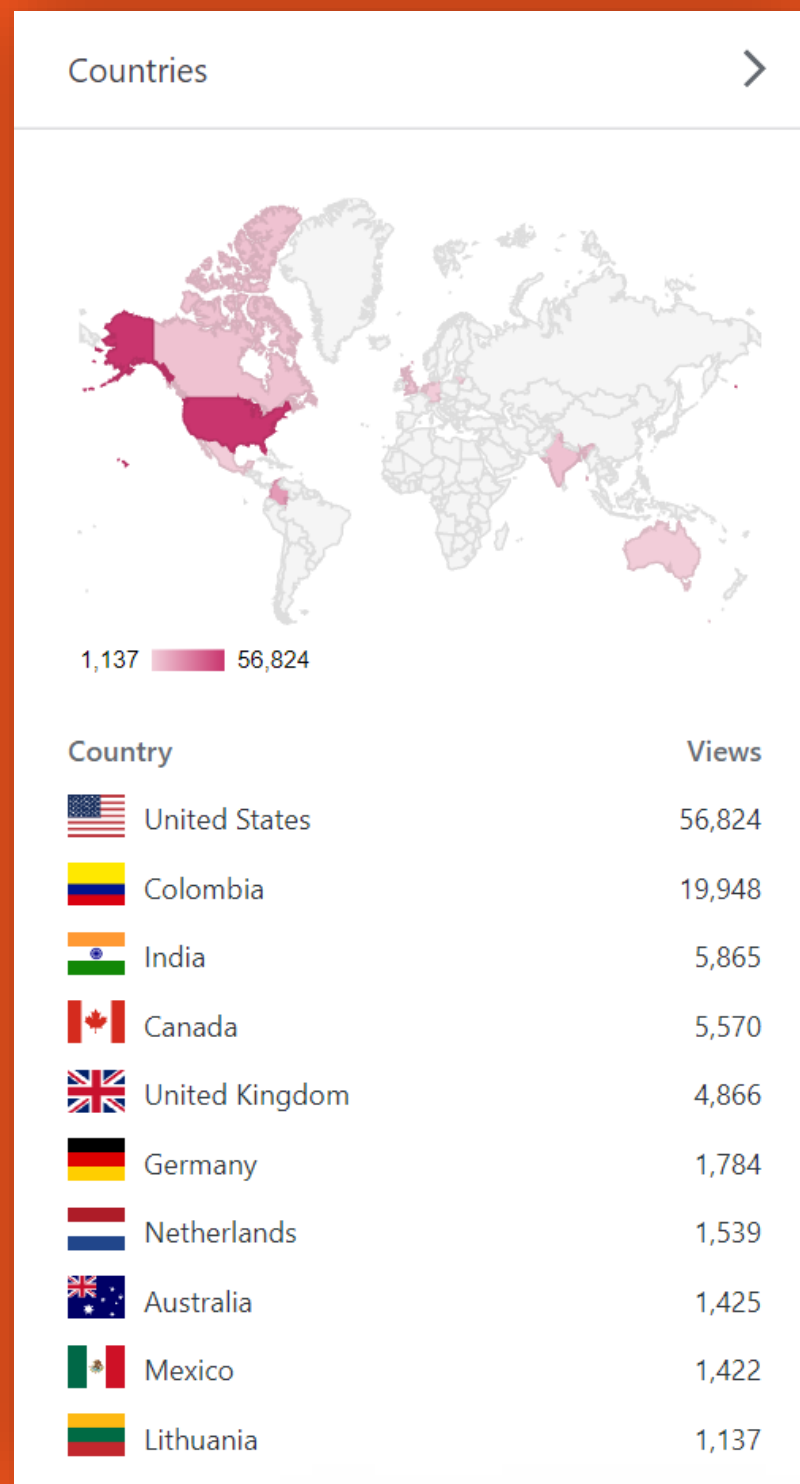 Countries
1,137 56,824
Country Views
United States 56,824
Colombia 19,948
India 5,865
Canada 5,570
United Kingdom 4,866
Germany 1,784
Netherlands 1,539
Australia 1,425
Mexico 1,422
Lithuania 1,137